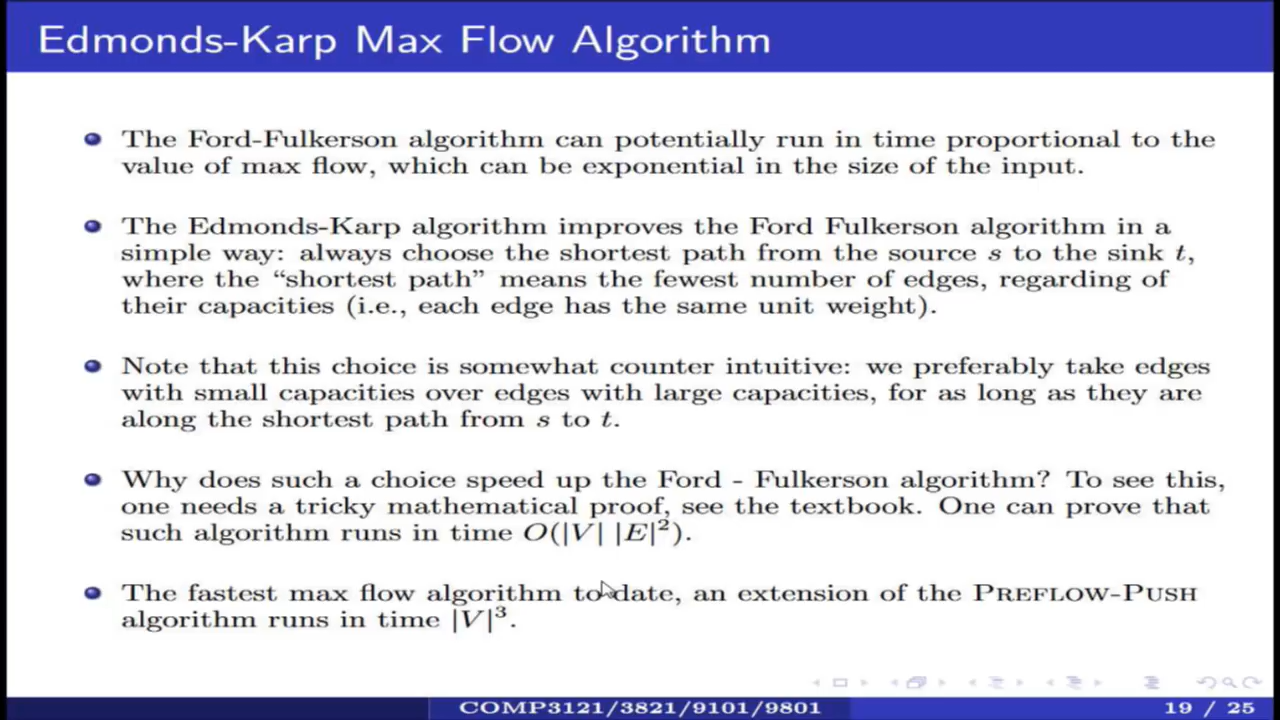 Edmonds-Karp Max Flow Algorithm
The Ford-Fulkerson algorithm can potentially run in time proportional to the
value of max flow, which can be exponential in the size of the input.
The Edmonds-Karp algorithm improves the Ford Fulkerson algorithm in a
simple way: always choose the shortest path from the source s to the sink t,
where the “shortest path” means the fewest number of edges, regarding of
their capacities (i.e., each edge has the same unit weight).
Note that this choice is somewhat counter intuitive: we preferably take edges
with small capacities over edges with large capacities, for as long as they are
along the shortest path from s to t.
Why does such a choice speed up the Ford - Fulkerson algorithm? To see this,
one needs a tricky mathematical proof, see the textbook. One can prove that
such algorithm runs in time O(|V| |E|²).
The fastest max flow algorithm to date, an extension of the PREFLOW-PUSH
algorithm runs in time |V|³.
COMP3121/3821/9101/9801
19 / 25